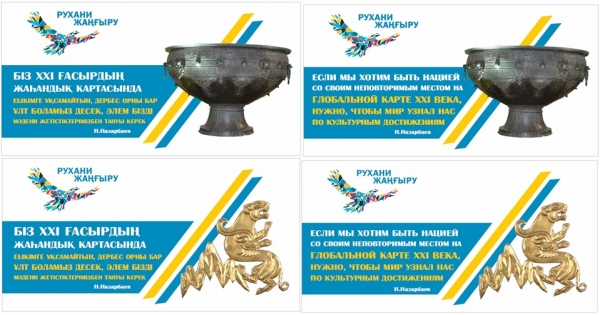 РУХАНИ
ЖАҢҒЫРУ
БІЗ XXI ҒАСЫРДЫҢ
ЖАҺАНДЫҚ КАРТАСЫНДА
ЕШКІМГЕ ҰҚСАМАЙТЫН, ДЕРБЕС ОРНЫ БАР
ҰЛТ БОЛАМЫЗ ДЕСЕК, ӘЛЕМ БІЗДІ
МӘДЕНИ ЖЕТІСТІКТЕРІМІЗБЕН ТАНУЫ КЕРЕК
Н.Назарбаев
РУХАНИ
ЖАҢҒЫРУ
ЕСЛИ МЫ ХОТИМ БЫТЬ НАЦИЕЙ
СО СВОИМ НЕПОВТОРИМЫМ МЕСТОМ НА
ГЛОБАЛЬНОЙ КАРТЕ XXI ВЕКА,
НУЖНО, ЧТОБЫ МИР УЗНАЛ НАС
ПО КУЛЬТУРНЫМ ДОСТИЖЕНИЯМ
Н.Назарбаев
РУХАНИ
ЖАҢҒЫРУ
БІЗ XXI ҒАСЫРДЫҢ
ЖАҺАНДЫҚ КАРТАСЫНДА
ЕШКІМГЕ ҰҚСАМАЙТЫН, ДЕРБЕС ОРНЫ БАР
ҰЛТ БОЛАМЫЗ ДЕСЕК, ӘЛЕМ БІЗДІ
МӘДЕНИ ЖЕТІСТІКТЕРІМІЗБЕН ТАНУЫ КЕРЕК
Н.Назарбаев
РУХАНИ
ЖАҢҒЫРУ
ЕСЛИ МЫ ХОТИМ БЫТЬ НАЦИЕЙ
СО СВОИМ НЕПОВТОРИМЫМ МЕСТОМ НА
ГЛОБАЛЬНОЙ КАРТЕ XXI ВЕКА,
НУЖНО, ЧТОБЫ МИР УЗНАЛ НАС
ПО КУЛЬТУРНЫМ ДОСТИЖЕНИЯМ
Н.Назарбаев